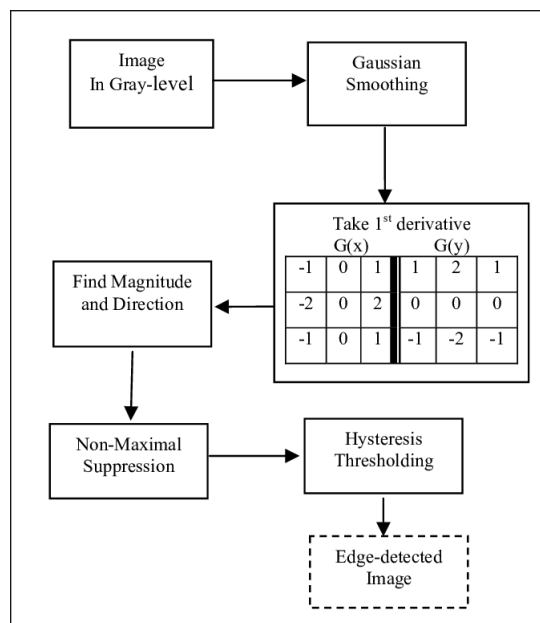 Image
In Gray-level
Gaussian
Smoothing
Take 1st derivative
G(x) G(y)
-1 0 1 1 2 1
-2 0 2 0 0 0
-1 0 1 -1 -2 -1
Find Magnitude
and Direction
Non-Maximal
Suppression
Hysteresis
Thresholding
Edge-detected
Image